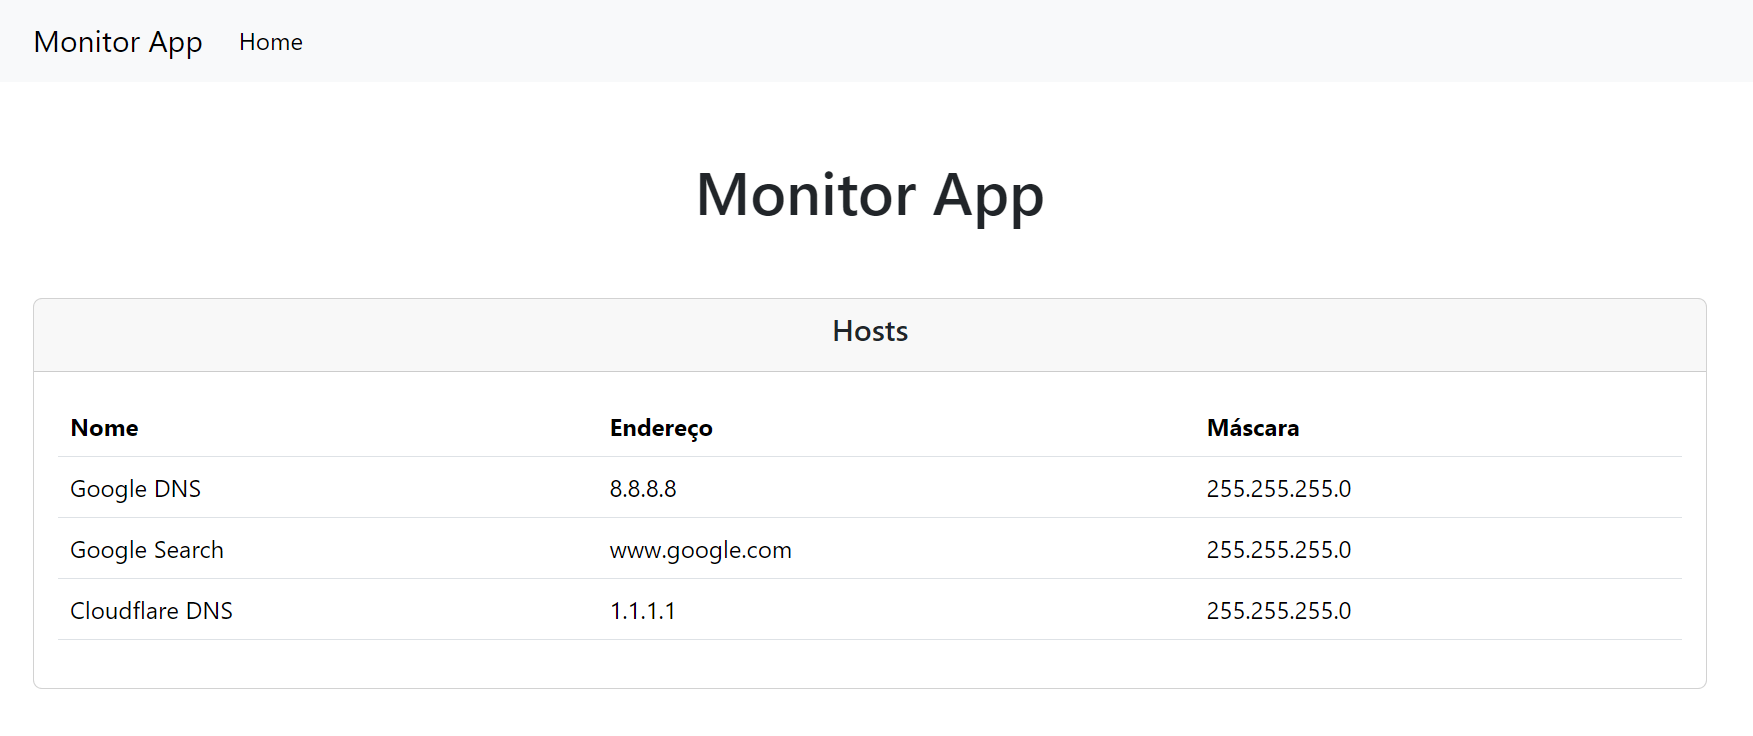 Monitor App Home
Monitor App
Hosts
Nome Endereço Máscara
Google DNS 8.8.8.8 255.255.255.0
Google Search www.google.com 255.255.255.0
Cloudflare DNS 1.1.1.1 255.255.255.0